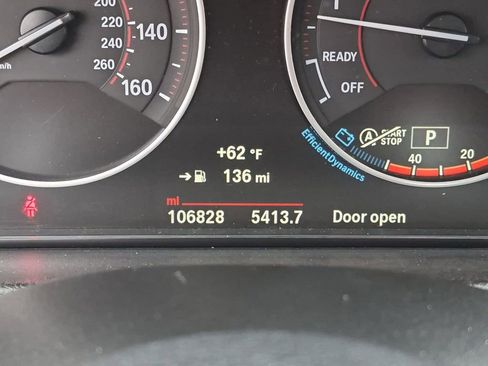 200
220
240
260
140
160
km/h
READY
OFF
START
STOP
P
EfficientDynamics
40
20
+62 °F
136 mi
mi
106828 5413.7 Door open